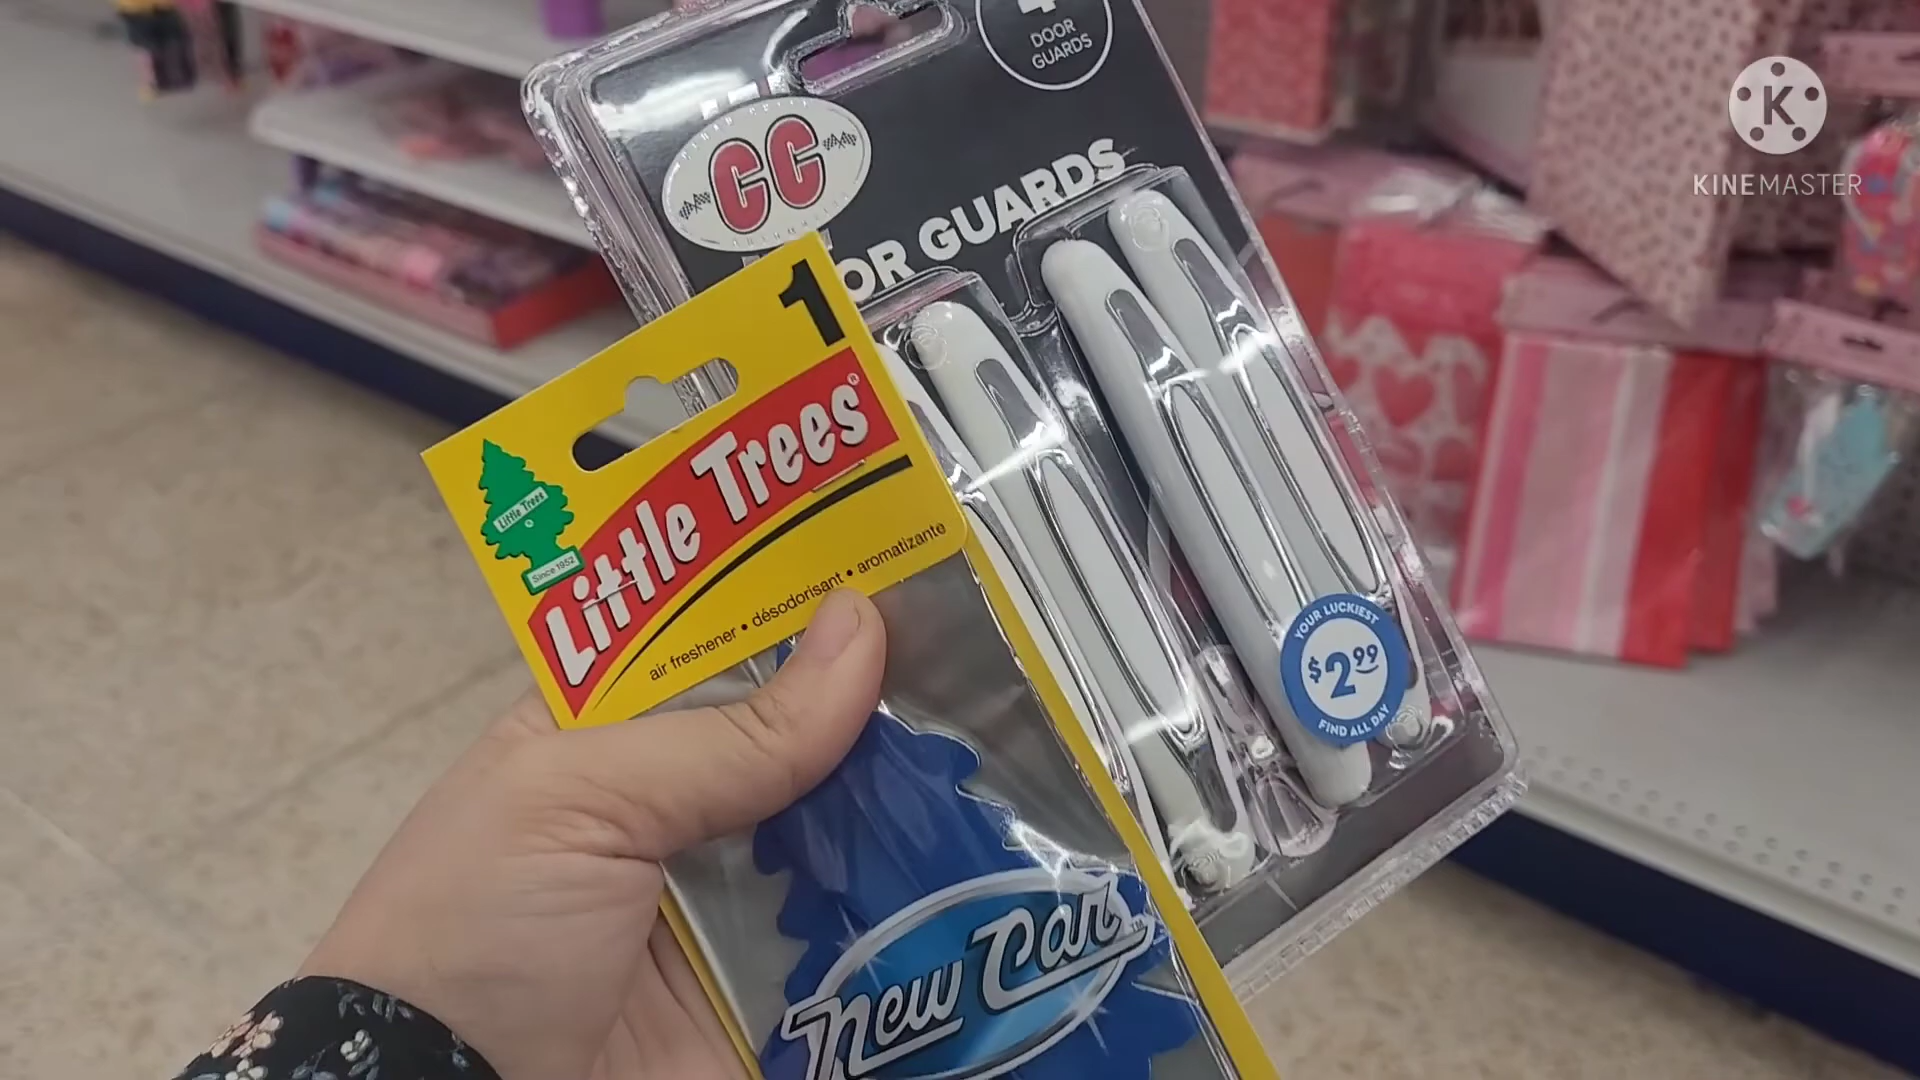 4
DOOR
GUARDS
CC
OR GUARDS
KINEMASTER
K
1
Little Trees®
Little Trees
Since 1952
air freshener • désodorisant • aromatizante
YOUR LUCKIEST
$2.99
FIND ALL DAY
New Car™